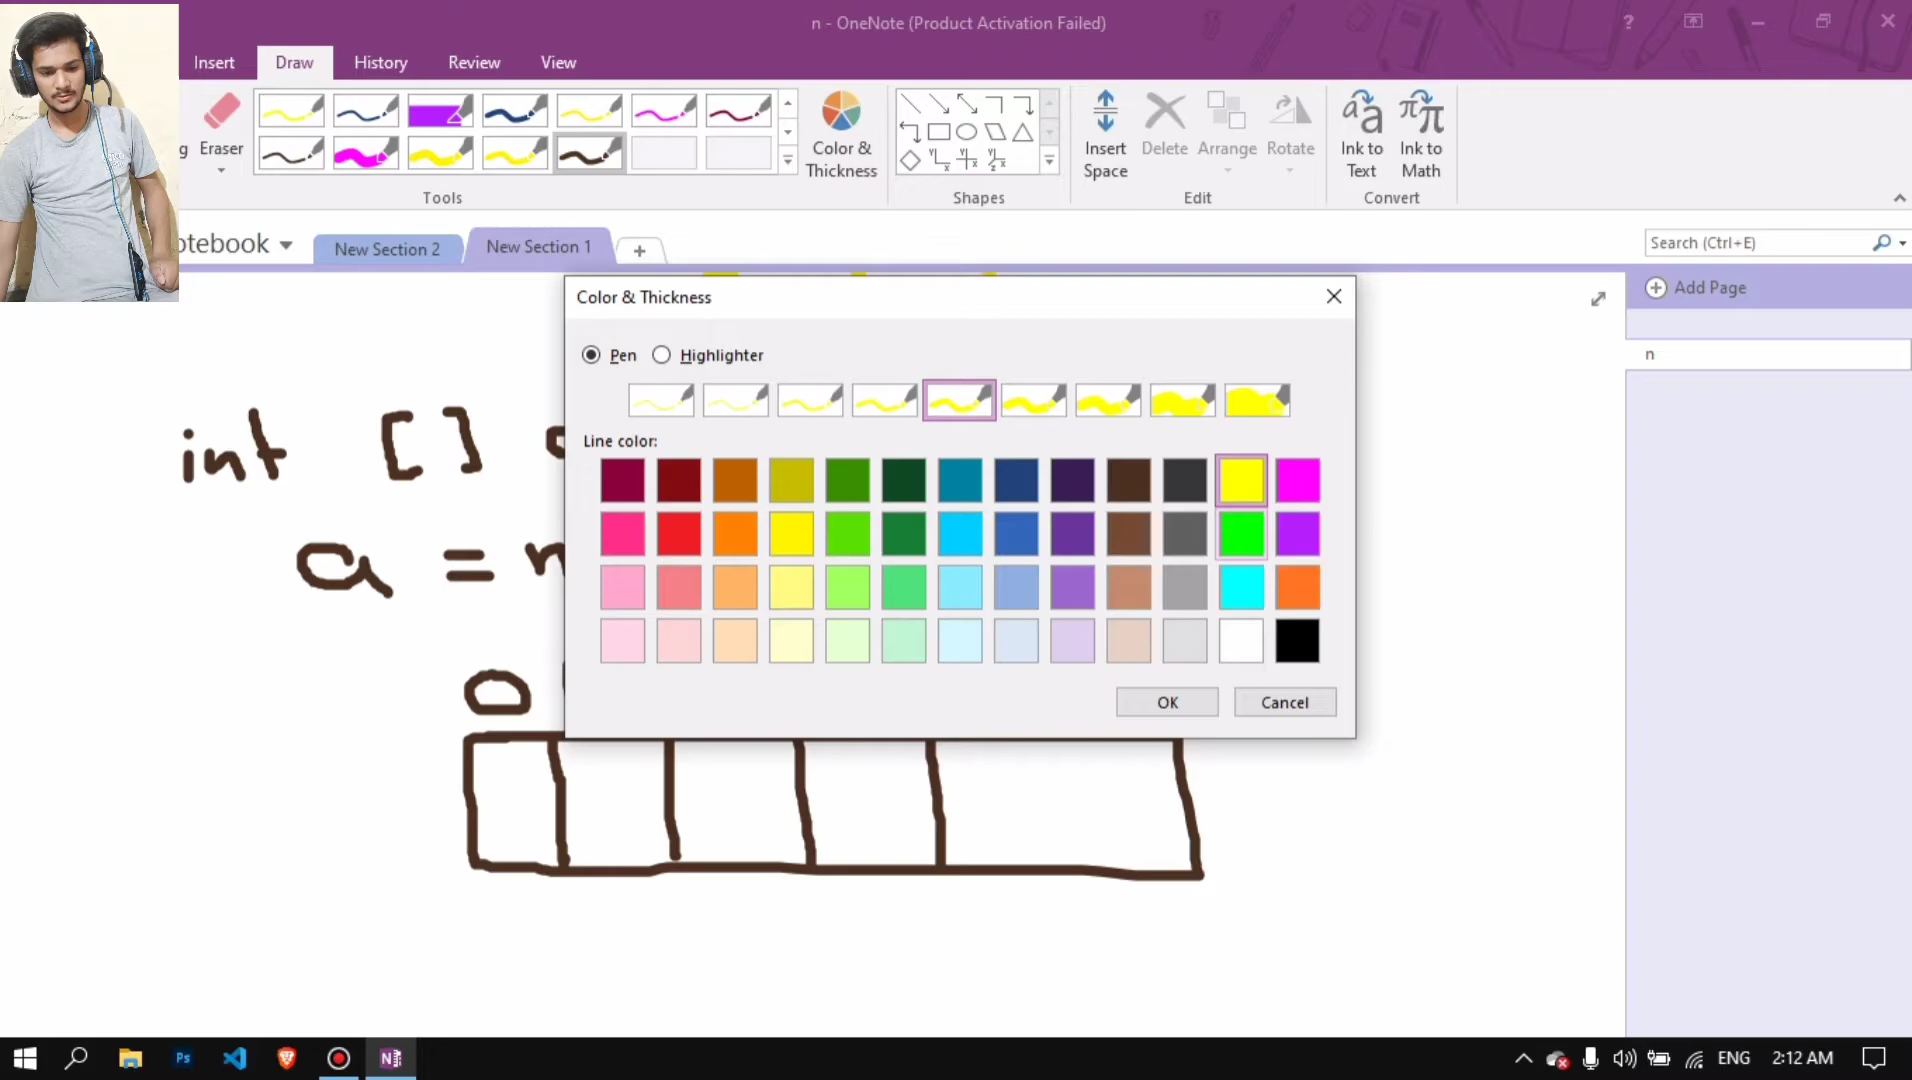 n - OneNote (Product Activation Failed)
?
Insert Draw History Review View
Eraser
Color & Thickness
Insert Space
Delete
Arrange
Rotate
Ink to Text
Ink to Math
Tools
Shapes
Edit
Convert
otebook
New Section 2
New Section 1
Search (Ctrl+E)
Add Page
n
Color & Thickness
Pen Highlighter
Line color:
OK Cancel
int []
a =
0
Ps
N
ENG 2:12 AM